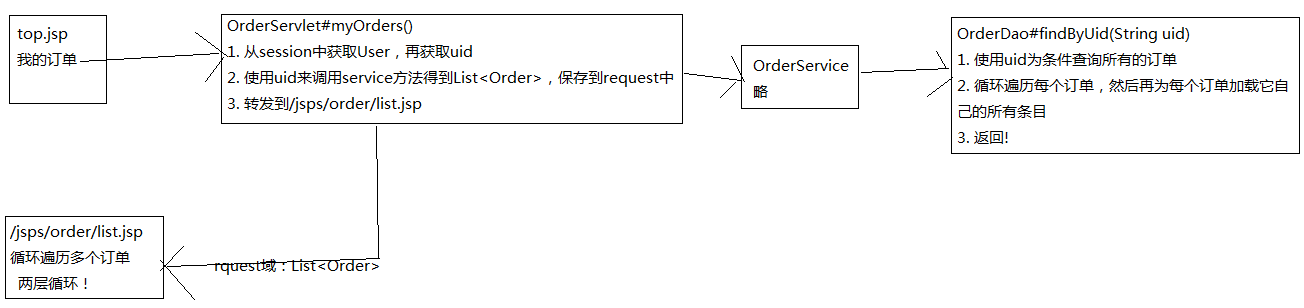 top.jsp
我的订单
OrderServlet#myOrders()
1. 从session中获取User，再获取uid
2. 使用uid来调用service方法得到List<Order>，保存到request中
3. 转发到/jsps/order/list.jsp
OrderService
略
OrderDao#findByUid(String uid)
1. 使用uid为条件查询所有的订单
2. 循环遍历每个订单，然后再为每个订单加载它自
己的所有条目
3. 返回!
/jsps/order/list.jsp
循环遍历多个订单
两层循环！
rquest域：List<Order>